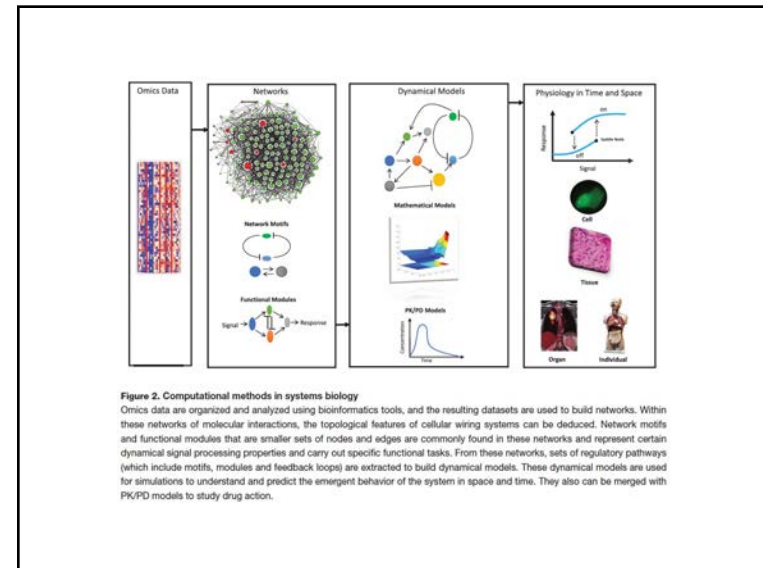 Omics Data
Networks
Network Motifs
Functional Modules
Signal
Response
Dynamical Models
Mathematical Models
PK/PD Models
Concentration
Time
Physiology in Time and Space
on
Response
Saddle Node
off
Signal
Cell
Tissue
Organ
Individual
Figure 2. Computational methods in systems biology
Omics data are organized and analyzed using bioinformatics tools, and the resulting datasets are used to build networks. Within
these networks of molecular interactions, the topological features of cellular wiring systems can be deduced. Network motifs
and functional modules that are smaller sets of nodes and edges are commonly found in these networks and represent certain
dynamical signal processing properties and carry out specific functional tasks. From these networks, sets of regulatory pathways
(which include motifs, modules and feedback loops) are extracted to build dynamical models. These dynamical models are used
for simulations to understand and predict the emergent behavior of the system in space and time. They also can be merged with
PK/PD models to study drug action.